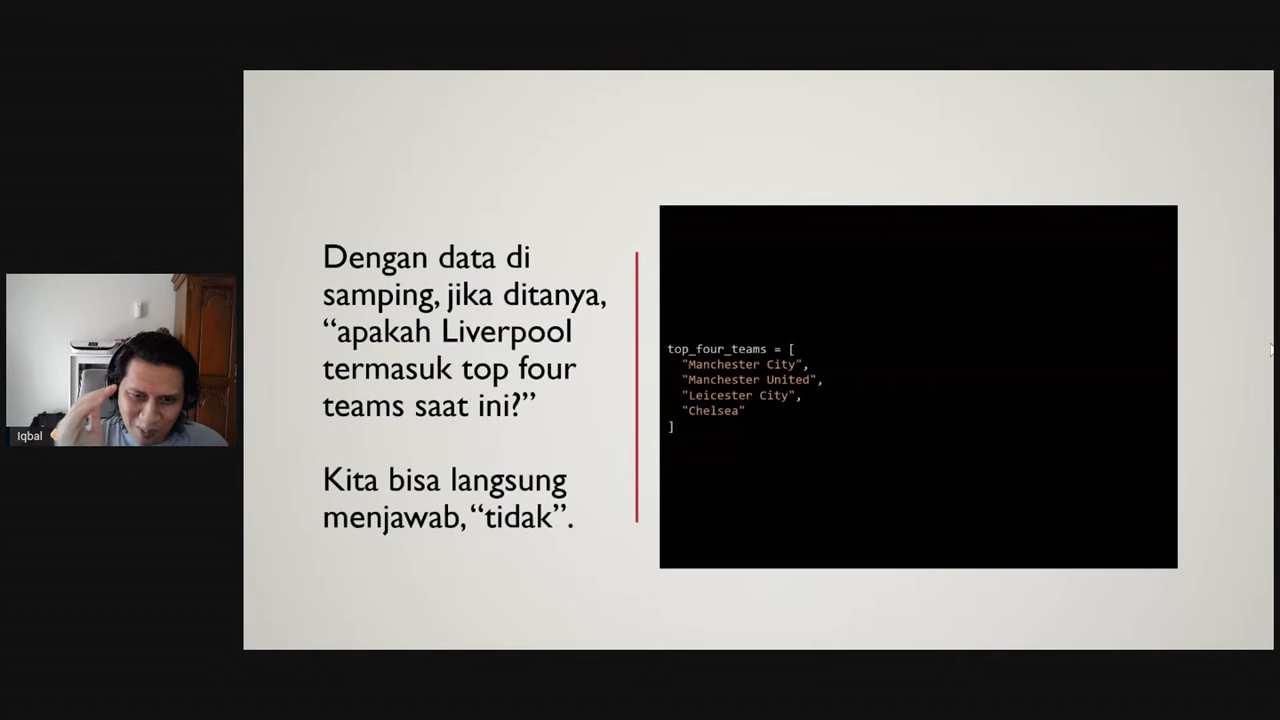 Dengan data di
samping, jika ditanya,
“apakah Liverpool
termasuk top four
teams saat ini?”
Kita bisa langsung
menjawab, “tidak”.
top_four_teams = [
"Manchester City",
"Manchester United",
"Leicester City",
"Chelsea"
]
Iqbal